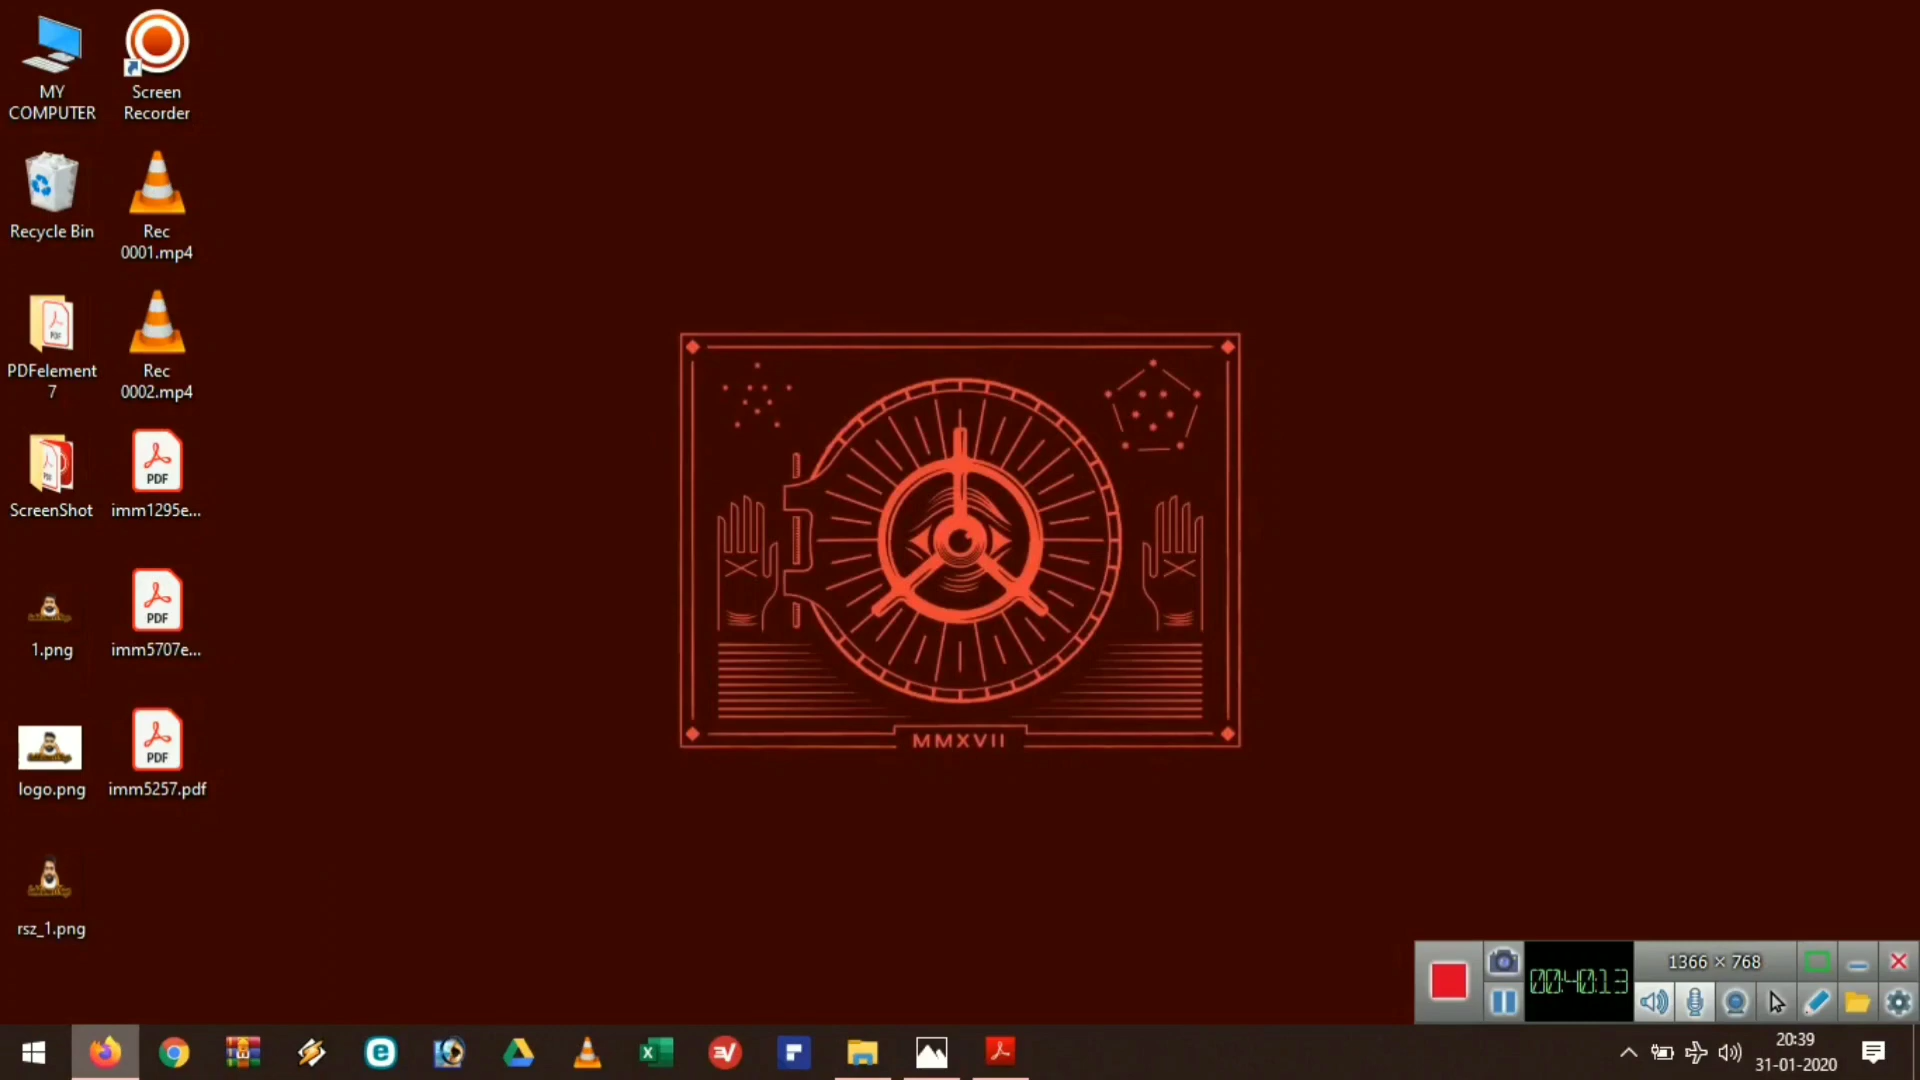 MY
COMPUTER
Screen
Recorder
Recycle Bin
Rec
0001.mp4
PDFelement
7
Rec
0002.mp4
ScreenShot
imm1295e...
1.png
imm5707e...
logo.png
imm5257.pdf
rsz_1.png
PDF
PDF
PDF
MMXVII
00:40:13
1366 × 768
20:39
31-01-2020